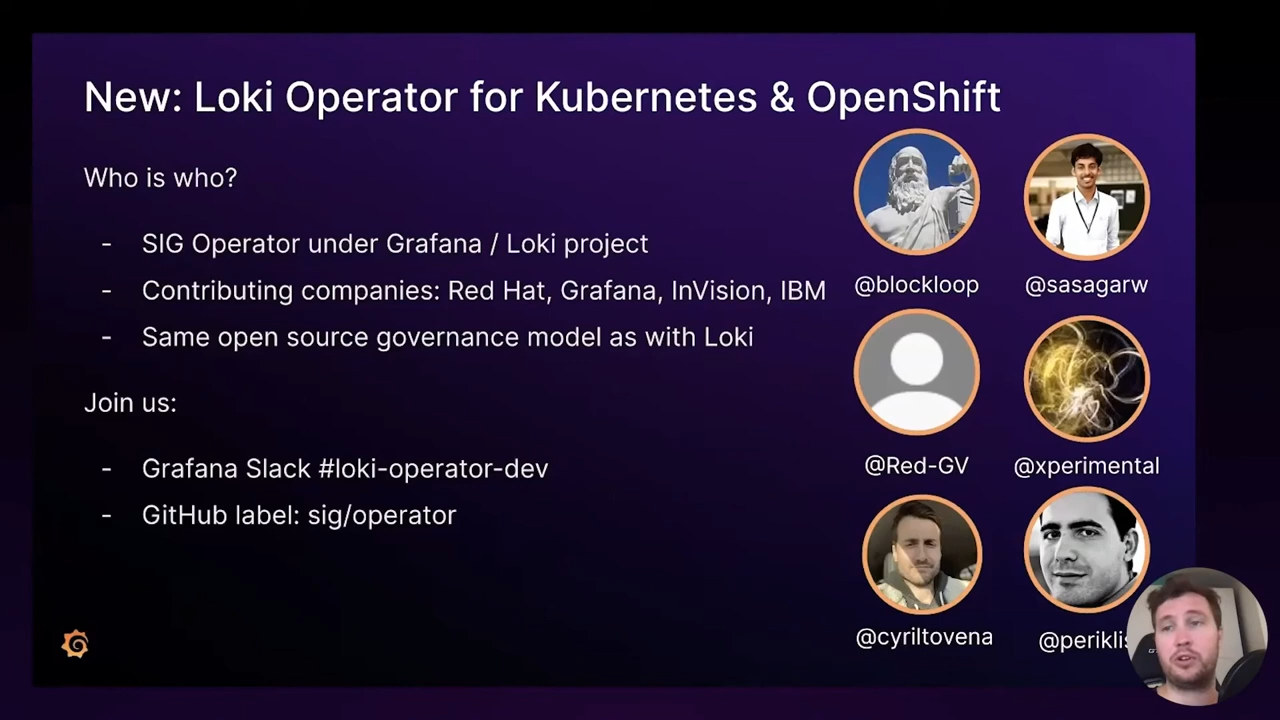 New: Loki Operator for Kubernetes & OpenShift
Who is who?
- SIG Operator under Grafana / Loki project
- Contributing companies: Red Hat, Grafana, InVision, IBM
- Same open source governance model as with Loki
Join us:
- Grafana Slack #loki-operator-dev
- GitHub label: sig/operator
@blockloop
@sasagarw
@Red-GV
@xperimental
@cyriltovena
@periklis